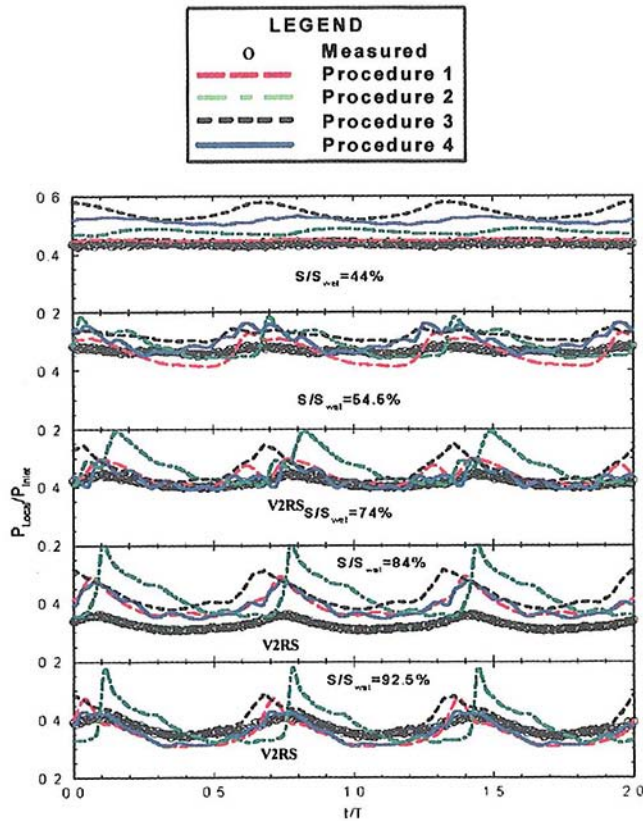 LEGEND
o Measured
Procedure 1
Procedure 2
Procedure 3
Procedure 4
0 6
0 4
S/S_wet=44%
0 2
0 4
S/S_wet=54.5%
0 2
0 4
V2RS S/S_wet=74%
P_Local/P_Inlet
0 2
S/S_wet=84%
0 4
V2RS
0 2
S/S_wet=92.5%
0 4
V2RS
0 2
0 0 0 5 1 0 1 5 2 0
t/T